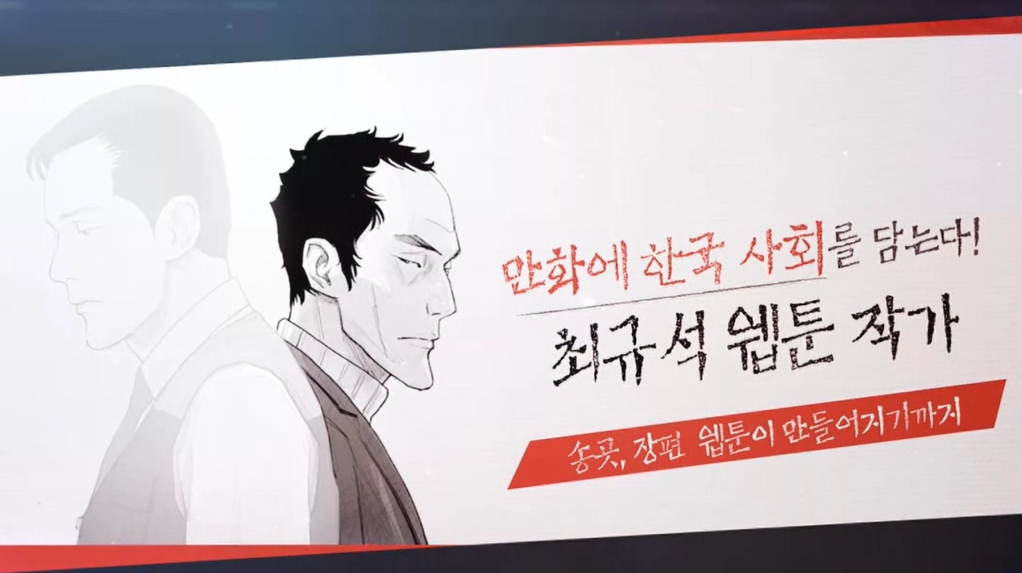 만화에 한국 사회를 담는다!
최규석 웹툰 작가
송곳, 장편 웹툰이 만들어지기까지